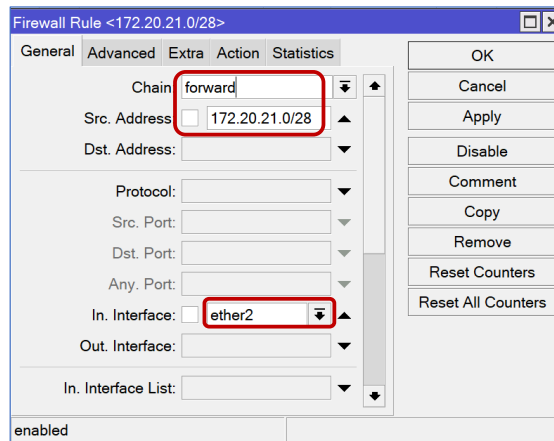 Firewall Rule <172.20.21.0/28>
General Advanced Extra Action Statistics
Chain: forward
Src. Address: 172.20.21.0/28
Dst. Address:
Protocol:
Src. Port:
Dst. Port:
Any. Port:
In. Interface: ether2
Out. Interface:
In. Interface List:
OK
Cancel
Apply
Disable
Comment
Copy
Remove
Reset Counters
Reset All Counters
enabled